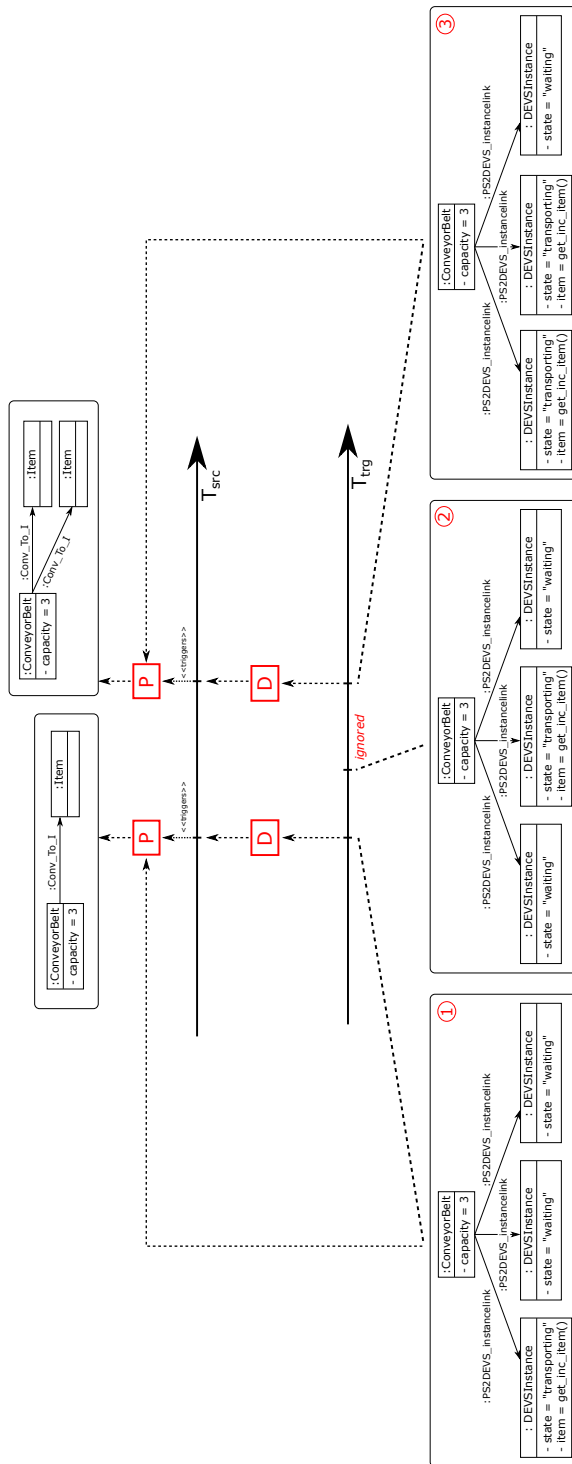 :ConveyorBelt
- capacity = 3
:Conv_To_I
:Item
:ConveyorBelt
- capacity = 3
:Conv_To_I
:Conv_To_I
:Item
:Item
P
P
<<triggers>>
<<triggers>>
Tsrc
D
D
ignored
Ttrg
1
:ConveyorBelt
- capacity = 3
:PS2DEVS_instancelink
:PS2DEVS_instancelink
:PS2DEVS_instancelink
: DEVSInstance
- state = "transporting"
- item = get_inc_item()
: DEVSInstance
- state = "waiting"
: DEVSInstance
- state = "waiting"
2
:ConveyorBelt
- capacity = 3
:PS2DEVS_instancelink
:PS2DEVS_instancelink
:PS2DEVS_instancelink
: DEVSInstance
- state = "waiting"
: DEVSInstance
- state = "transporting"
- item = get_inc_item()
: DEVSInstance
- state = "waiting"
3
:ConveyorBelt
- capacity = 3
:PS2DEVS_instancelink
:PS2DEVS_instancelink
:PS2DEVS_instancelink
: DEVSInstance
- state = "transporting"
- item = get_inc_item()
: DEVSInstance
- state = "transporting"
- item = get_inc_item()
: DEVSInstance
- state = "waiting"